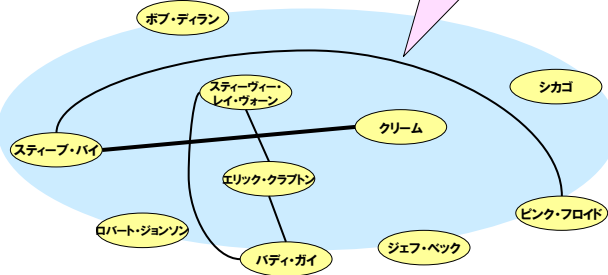 ボブ・ディラン
シカゴ
スティーヴィー・
レイ・ヴォーン
クリーム
スティーブ・バイ
エリック・クラプトン
ピンク・フロイド
ロバート・ジョンソン
ジェフ・ベック
バディ・ガイ